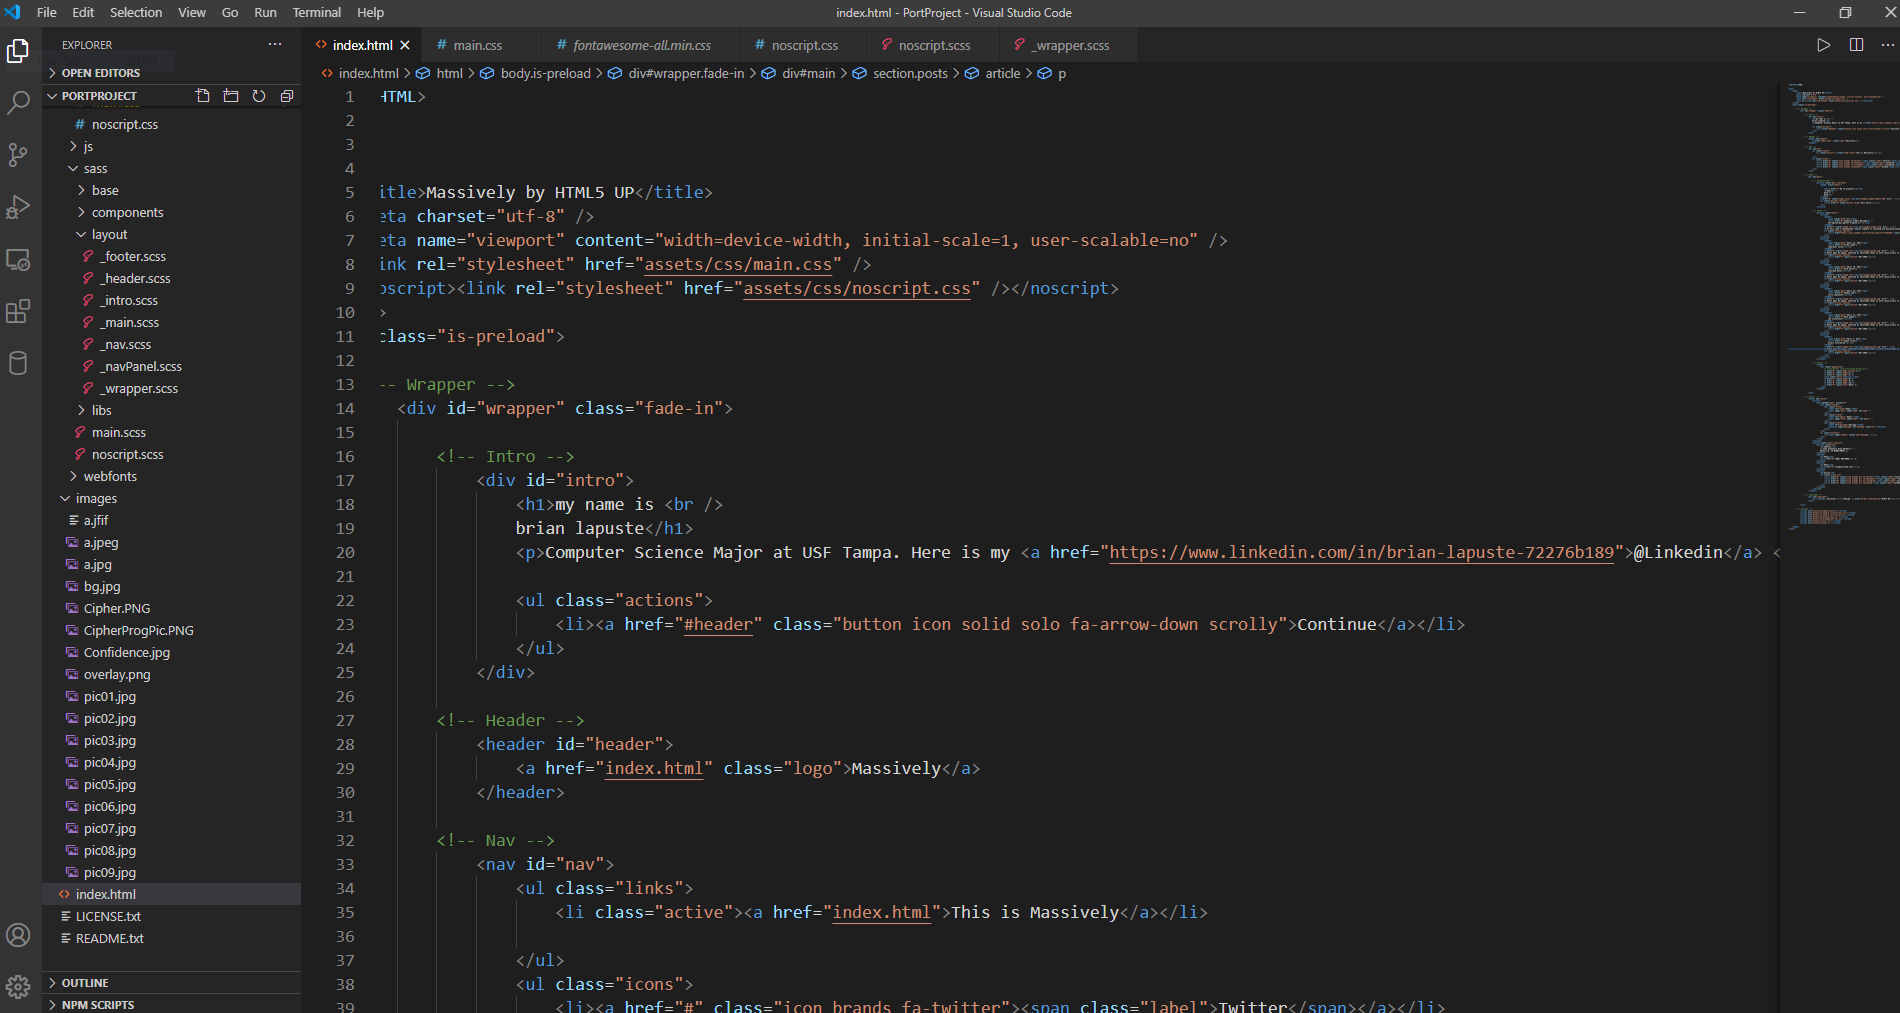 File Edit Selection View Go Run Terminal Help
index.html - PortProject - Visual Studio Code
EXPLORER
index.html
main.css
fontawesome-all.min.css
noscript.css
noscript.scss
_wrapper.scss
OPEN EDITORS
index.html > html > body.is-preload > div#wrapper.fade-in > div#main > section.posts > article > p
PORTPROJECT
noscript.css
js
sass
base
components
layout
_footer.scss
_header.scss
_intro.scss
_main.scss
_nav.scss
_navPanel.scss
_wrapper.scss
libs
main.scss
noscript.scss
webfonts
images
a.jfif
a.jpeg
a.jpg
bg.jpg
Cipher.PNG
CipherProgPic.PNG
Confidence.jpg
overlay.png
pic01.jpg
pic02.jpg
pic03.jpg
pic04.jpg
pic05.jpg
pic06.jpg
pic07.jpg
pic08.jpg
pic09.jpg
index.html
LICENSE.txt
README.txt
OUTLINE
NPM SCRIPTS
1 HTML>
2
3
4
5 itle>Massively by HTML5 UP</title>
6 eta charset="utf-8" />
7 eta name="viewport" content="width=device-width, initial-scale=1, user-scalable=no" />
8 ink rel="stylesheet" href="assets/css/main.css" />
9 oscript><link rel="stylesheet" href="assets/css/noscript.css" /></noscript>
10 >
11 class="is-preload">
12
13 -- Wrapper -->
14 <div id="wrapper" class="fade-in">
15
16 <!-- Intro -->
17 <div id="intro">
18 <h1>my name is <br />
19 brian lapuste</h1>
20 <p>Computer Science Major at USF Tampa. Here is my <a href="https://www.linkedin.com/in/brian-lapuste-72276b189">@Linkedin</a> <
21
22 <ul class="actions">
23 <li><a href="#header" class="button icon solid solo fa-arrow-down scrolly">Continue</a></li>
24 </ul>
25 </div>
26
27 <!-- Header -->
28 <header id="header">
29 <a href="index.html" class="logo">Massively</a>
30 </header>
31
32 <!-- Nav -->
33 <nav id="nav">
34 <ul class="links">
35 <li class="active"><a href="index.html">This is Massively</a></li>
36
37 </ul>
38 <ul class="icons">
39 <li><a href="#" class="icon brands fa-twitter"><span class="label">Twitter</span></a></li>